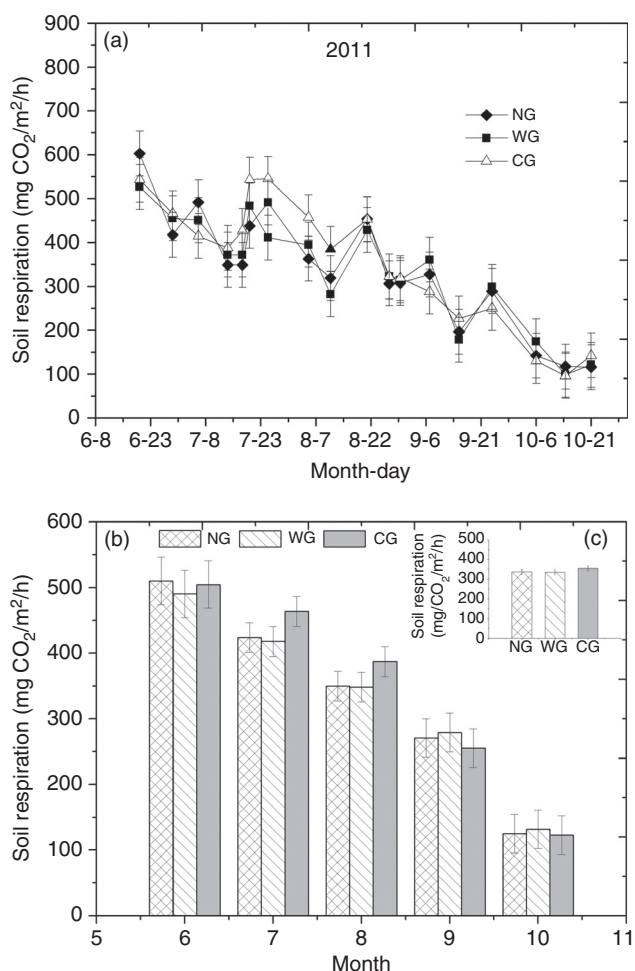 (a)
2011
NG
WG
CG
900
800
700
600
500
400
300
200
100
0
Soil respiration (mg CO₂/m²/h)
6-8 6-23 7-8 7-23 8-7 8-22 9-6 9-21 10-6 10-21
Month-day
(b)
NG WG CG
600
500
400
300
200
100
0
Soil respiration (mg CO₂/m²/h)
5 6 7 8 9 10 11
Month
(c)
Soil respiration
(mg/CO₂/m²/h)
500
400
300
200
100
0
NG WG CG